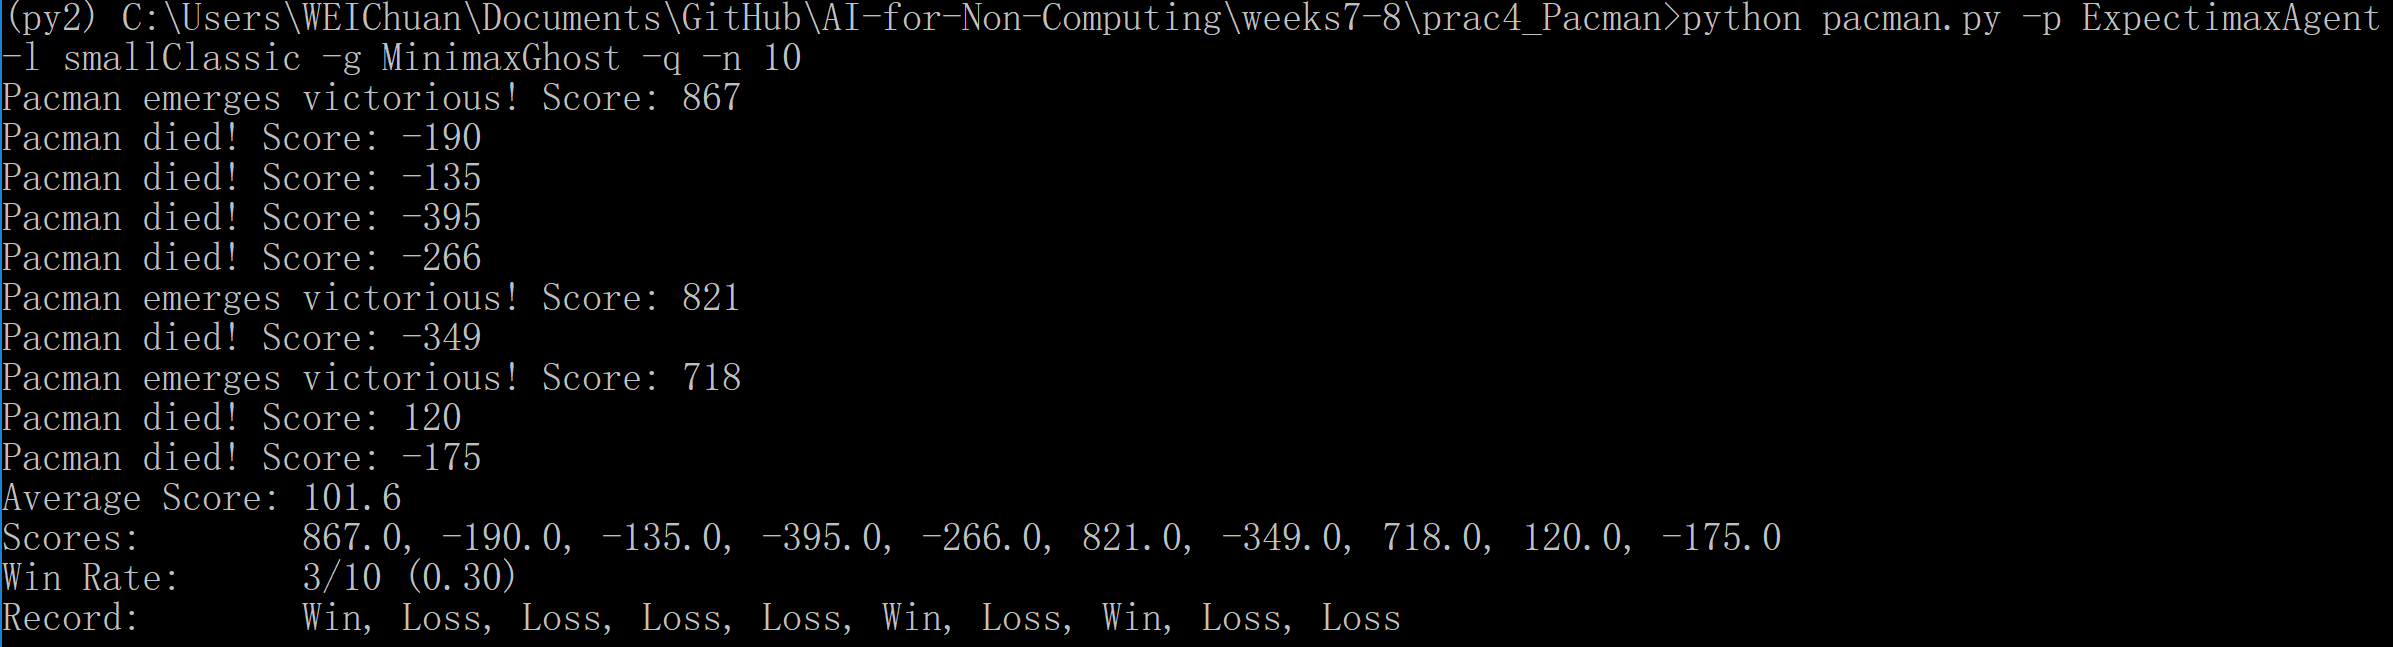 (py2) C:\Users\WEIChuan\Documents\GitHub\AI-for-Non-Computing\weeks7-8\prac4_Pacman>python pacman.py -p ExpectimaxAgent
-l smallClassic -g MinimaxGhost -q -n 10
Pacman emerges victorious! Score: 867
Pacman died! Score: -190
Pacman died! Score: -135
Pacman died! Score: -395
Pacman died! Score: -266
Pacman emerges victorious! Score: 821
Pacman died! Score: -349
Pacman emerges victorious! Score: 718
Pacman died! Score: 120
Pacman died! Score: -175
Average Score: 101.6
Scores:        867.0, -190.0, -135.0, -395.0, -266.0, 821.0, -349.0, 718.0, 120.0, -175.0
Win Rate:      3/10 (0.30)
Record:        Win, Loss, Loss, Loss, Loss, Win, Loss, Win, Loss, Loss